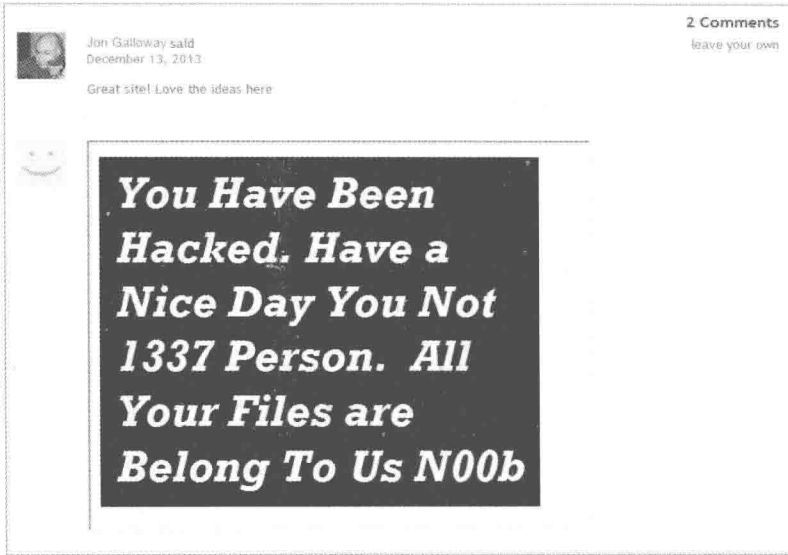 2 Comments
leave your own
Jon Galloway said
December 13, 2013
Great site! Love the ideas here
You Have Been
Hacked. Have a
Nice Day You Not
1337 Person. All
Your Files are
Belong To Us N00b